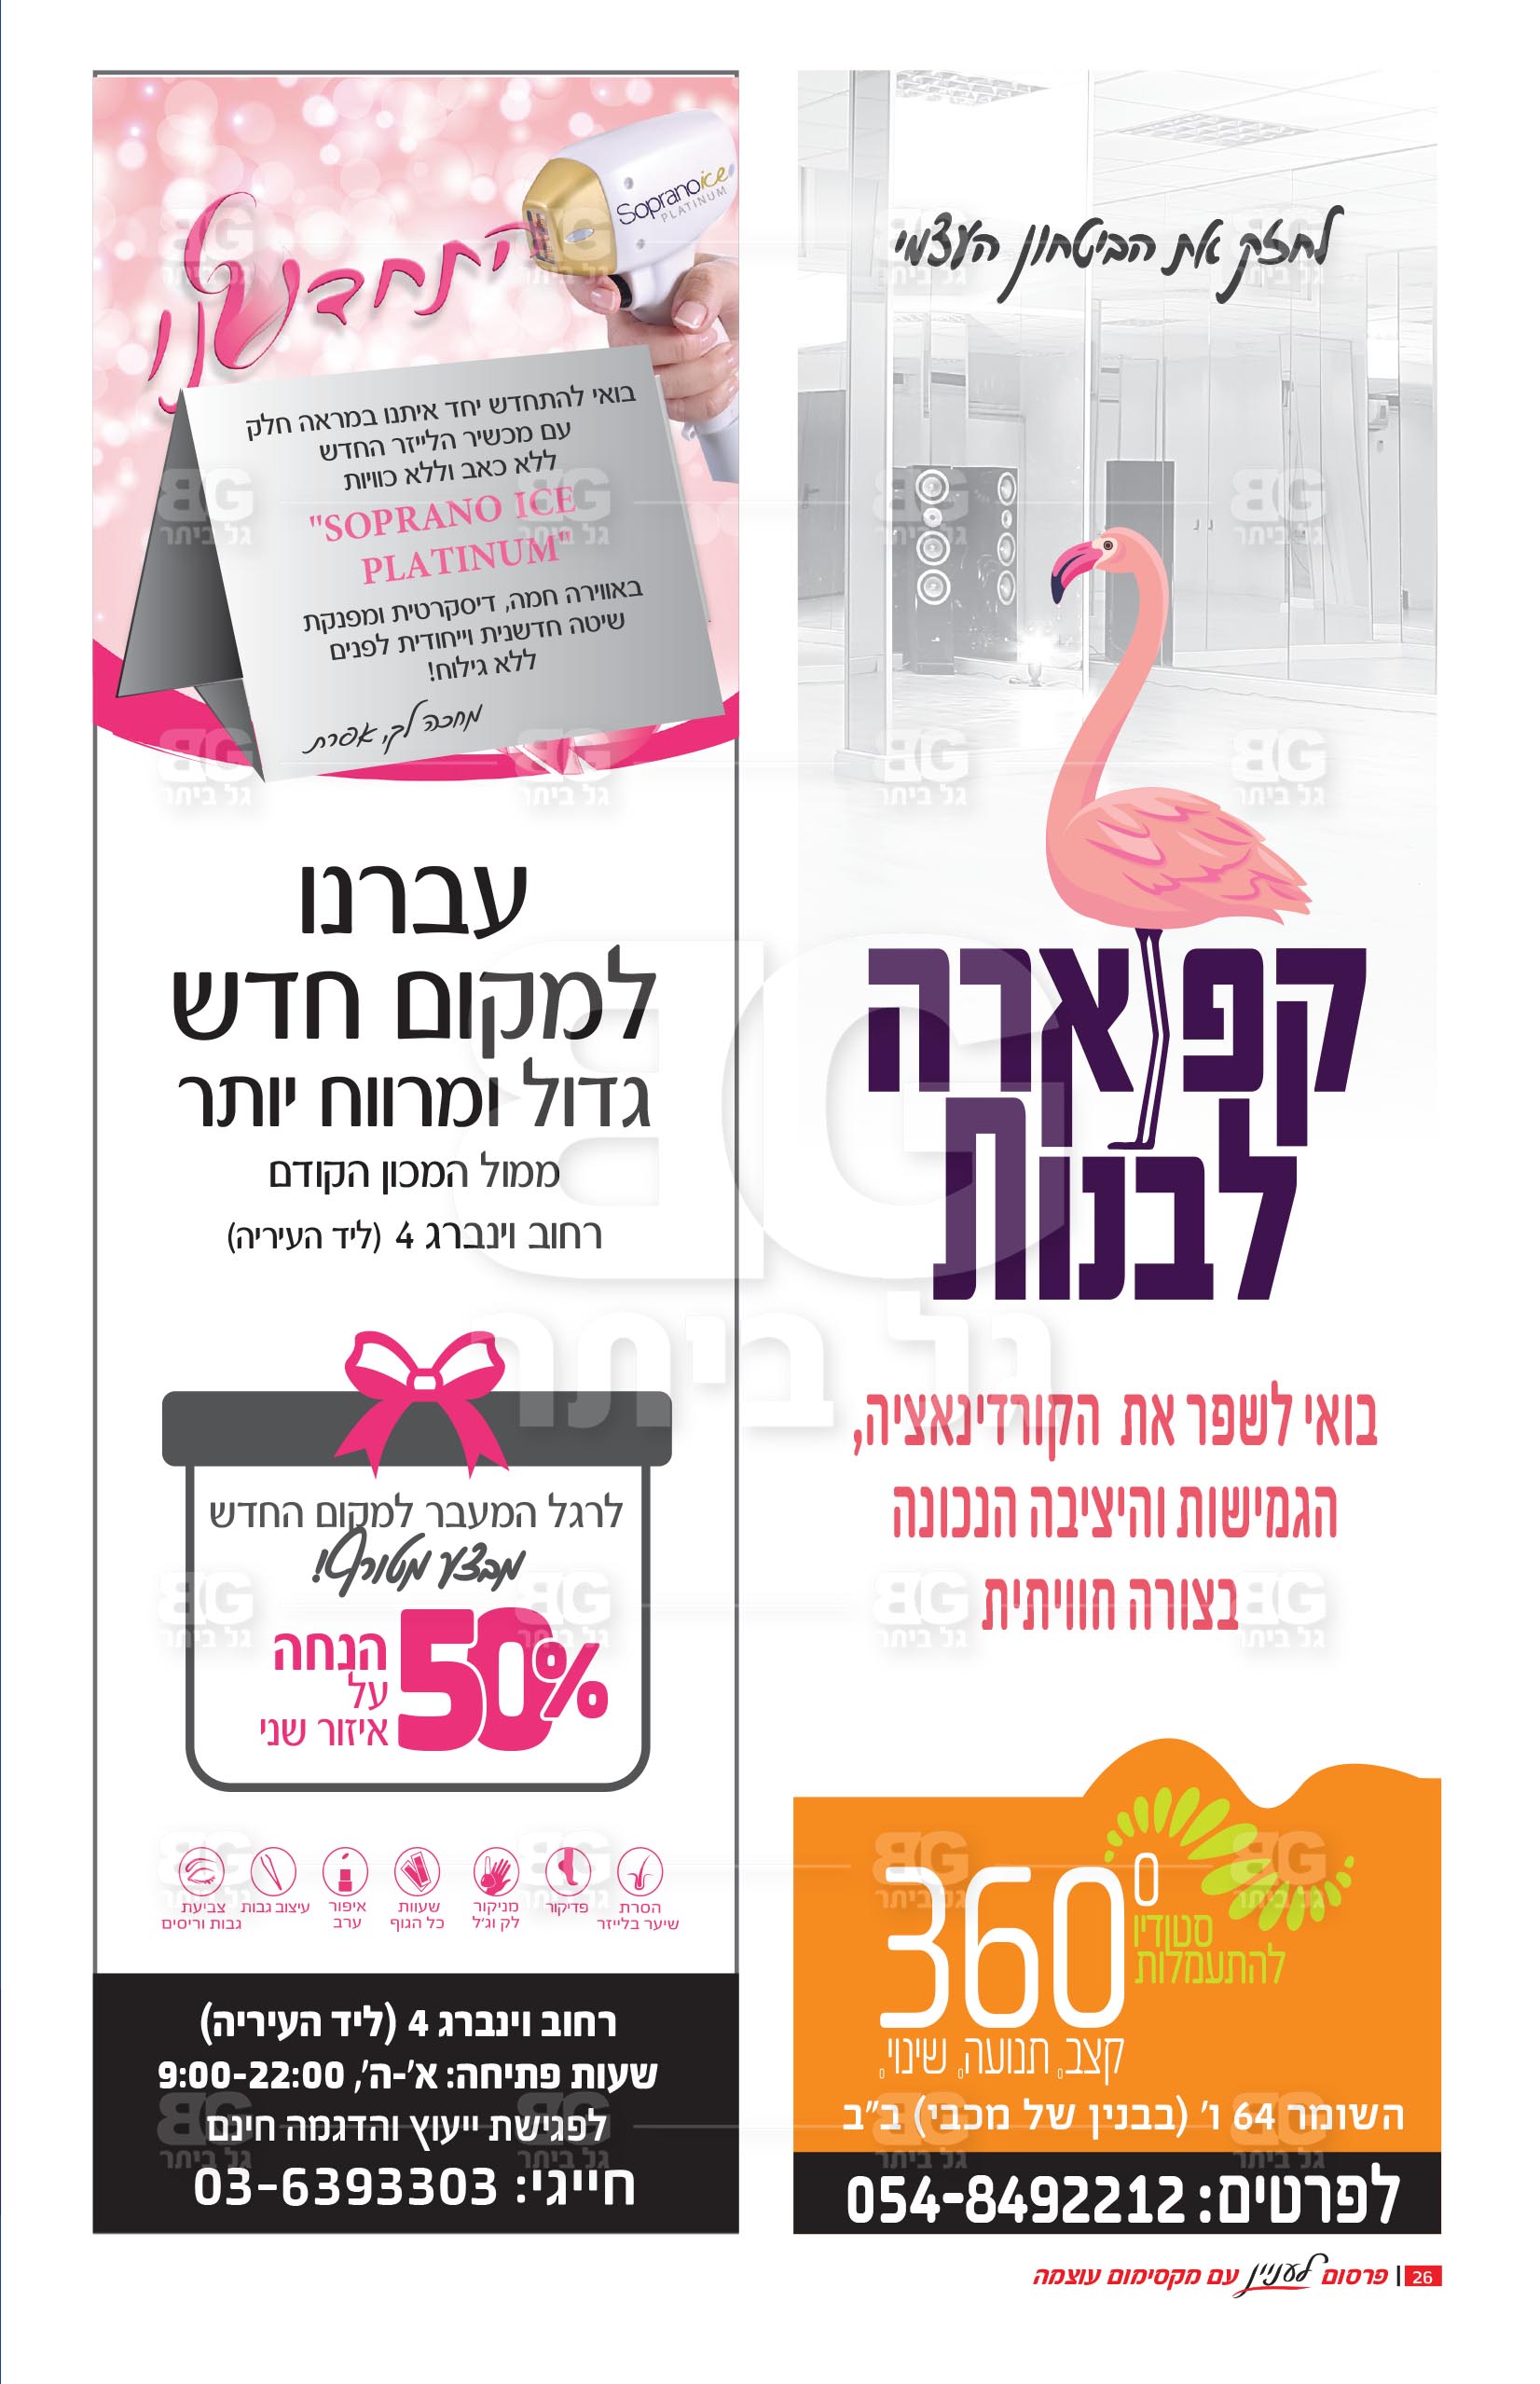 לחזק את הביטחון העצמי
קפוארה
לבנות
בואי לשפר את הקורדינאציה,
הגמישות והיציבה הנכונה
בצורה חוויתית
360°
סטודיו
להתעמלות
קצב, תנועה, שינוי,
השומר 64 ו' (בבנין של מכבי) ב"ב
לפרטים: 054-8492212
26 | פרסום לעניין עם מקסימום עוצמה
תתחדשי
Sopranoice
PLATINUM
בואי להתחדש יחד איתנו במראה חלק
עם מכשיר הלייזר החדש
ללא כאב וללא כוויות
"SOPRANO ICE
PLATINUM"
באווירה חמה, דיסקרטית ומפנקת
שיטה חדשנית וייחודית לפנים
ללא גילוח!
מחכה לך, אפרת
עברנו
למקום חדש
גדול ומרווח יותר
ממול המכון הקודם
רחוב וינברג 4 (ליד העיריה)
לרגל המעבר למקום החדש
מבצע מטורף!
50% הנחה
על
איזור שני
הסרת
שיער בלייזר
פדיקור
מניקור
לק וג'ל
שעוות
כל הגוף
איפור
ערב
עיצוב גבות
צביעת
גבות וריסים
רחוב וינברג 4 (ליד העיריה)
שעות פתיחה: א'-ה', 9:00-22:00
לפגישת ייעוץ והדגמה חינם
חייגי: 03-6393303
BG
גל ביתר